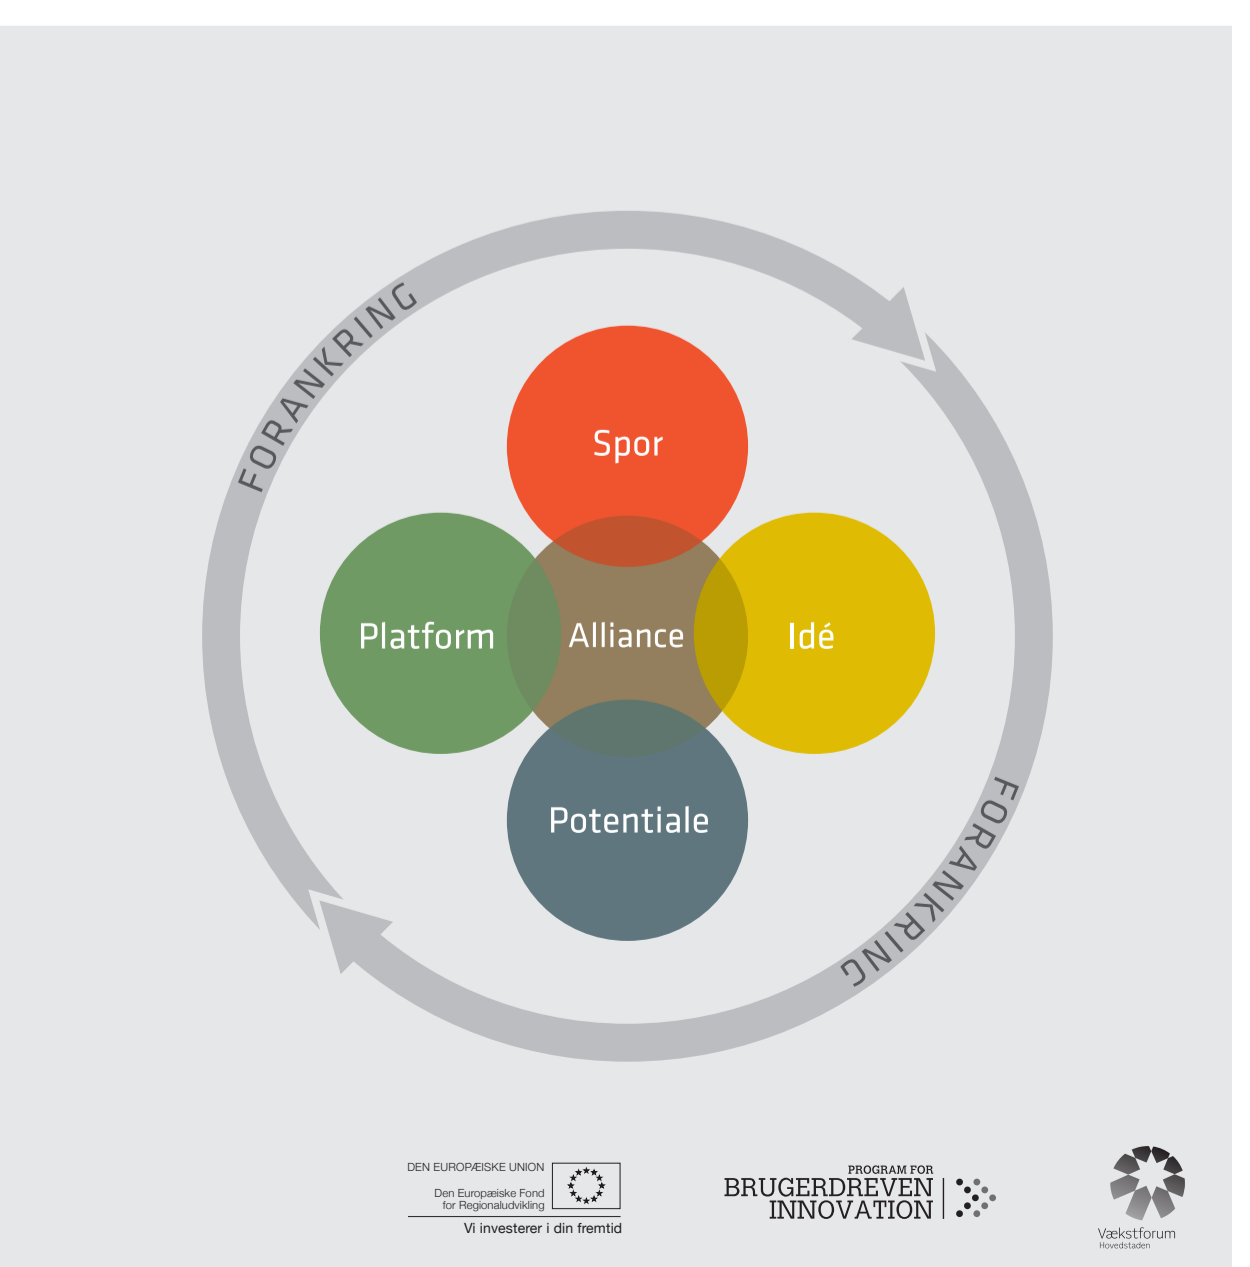 FORANKRING
Spor
Platform
Alliance
Idé
Potentiale
FORANKRING
DEN EUROPÆISKE UNION
Den Europæiske Fond
for Regionaludvikling
Vi investerer i din fremtid
PROGRAM FOR
BRUGERDREVEN
INNOVATION
Vækstforum
Hovedstaden